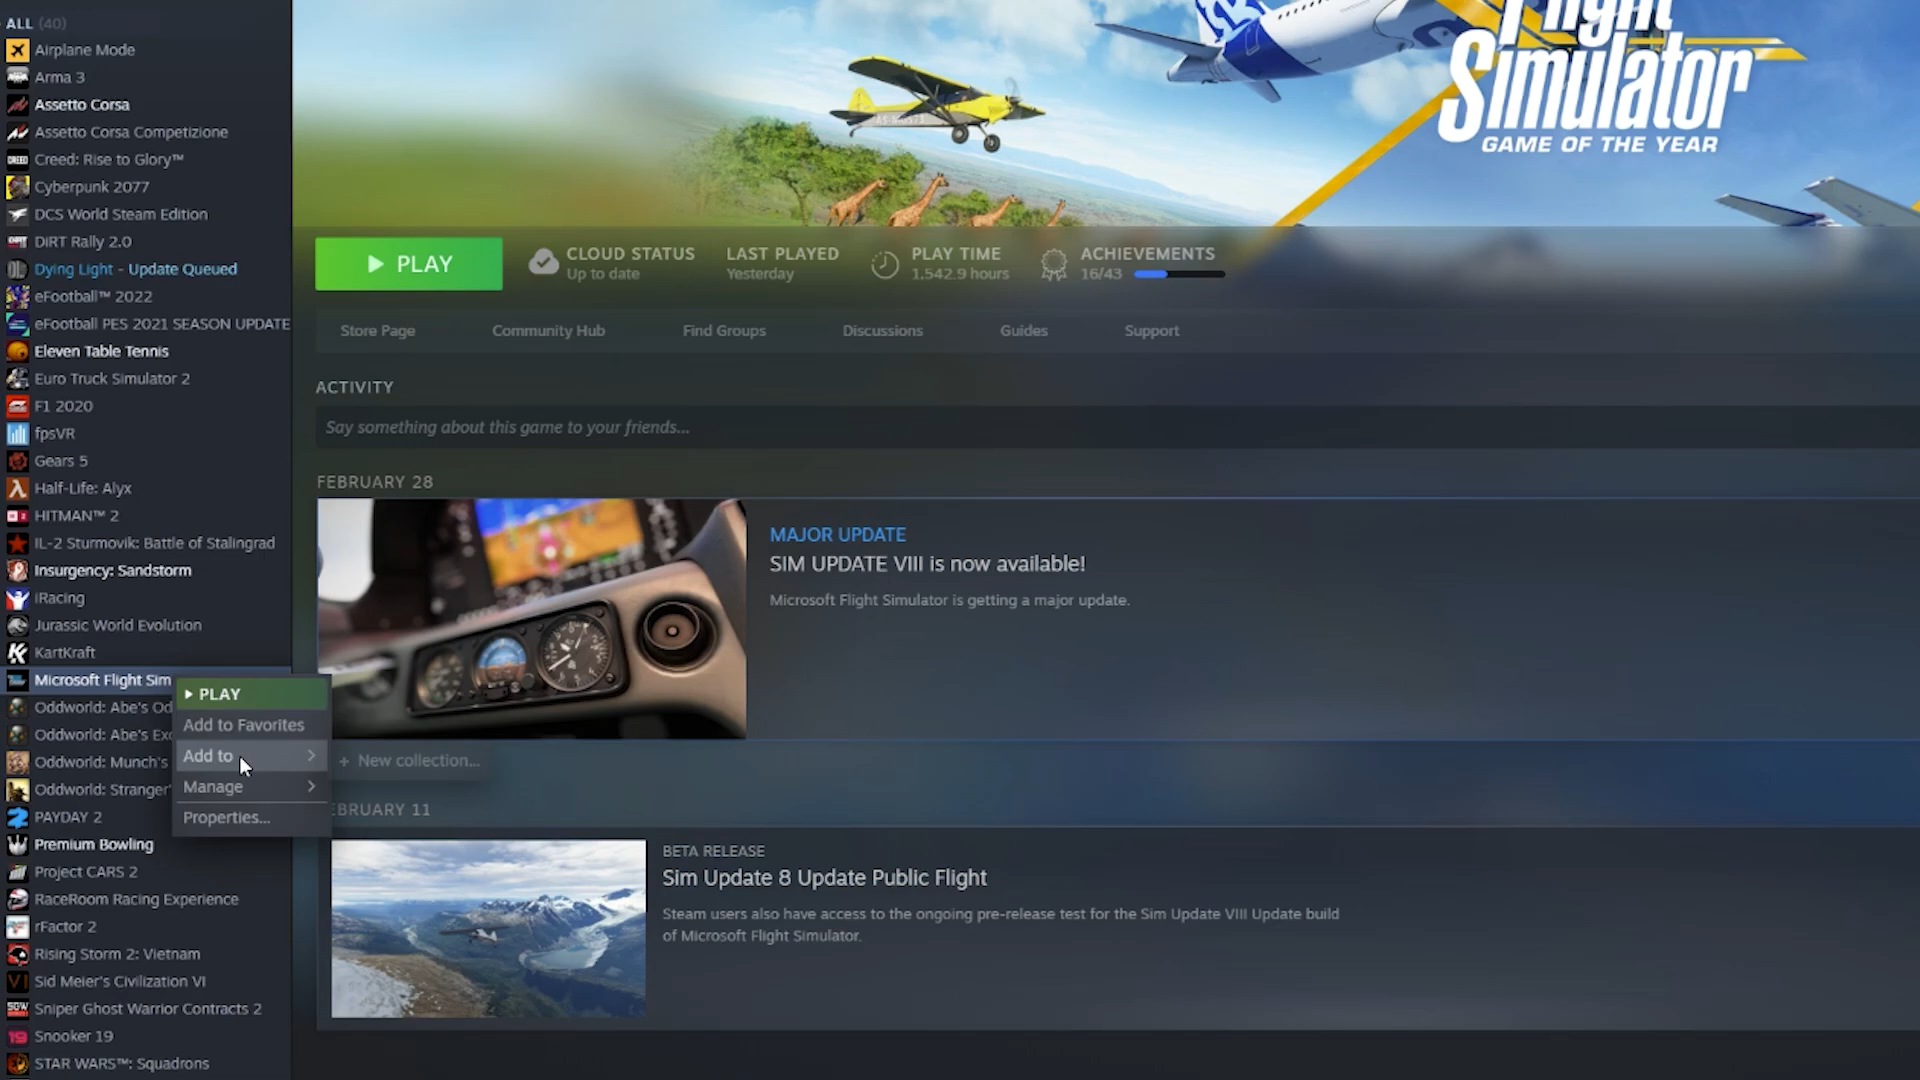 ALL (40)
Airplane Mode
Arma 3
Assetto Corsa
Assetto Corsa Competizione
Creed: Rise to Glory™
Cyberpunk 2077
DCS World Steam Edition
DiRT Rally 2.0
Dying Light - Update Queued
eFootball™ 2022
eFootball PES 2021 SEASON UPDATE
Eleven Table Tennis
Euro Truck Simulator 2
F1 2020
fpsVR
Gears 5
Half-Life: Alyx
HITMAN™ 2
IL-2 Sturmovik: Battle of Stalingrad
Insurgency: Sandstorm
iRacing
Jurassic World Evolution
KartKraft
Microsoft Flight Sim
Oddworld: Abe's Od
Oddworld: Abe's Exo
Oddworld: Munch's
Oddworld: Stranger'
PAYDAY 2
Premium Bowling
Project CARS 2
RaceRoom Racing Experience
rFactor 2
Rising Storm 2: Vietnam
Sid Meier's Civilization VI
Sniper Ghost Warrior Contracts 2
Snooker 19
STAR WARS™: Squadrons
PLAY
Add to Favorites
Add to
Manage
Properties...
+ New collection...
Flight
Simulator
GAME OF THE YEAR
PLAY
CLOUD STATUS
Up to date
LAST PLAYED
Yesterday
PLAY TIME
1,542.9 hours
ACHIEVEMENTS
16/43
Store Page
Community Hub
Find Groups
Discussions
Guides
Support
ACTIVITY
Say something about this game to your friends...
FEBRUARY 28
MAJOR UPDATE
SIM UPDATE VIII is now available!
Microsoft Flight Simulator is getting a major update.
EBRUARY 11
BETA RELEASE
Sim Update 8 Update Public Flight
Steam users also have access to the ongoing pre-release test for the Sim Update VIII Update build
of Microsoft Flight Simulator.